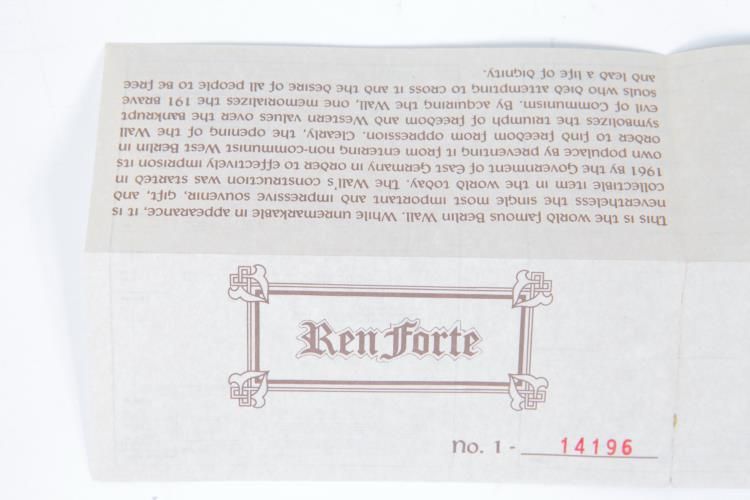 This is the world famous Berlin Wall. While unremarkable in appearance, it is
nevertheless the single most important and impressive souvenir, gift, and
collectible item in the world today. The Wall's construction was started in
1961 by the Government of East Germany in order to effectively imprison its
own populace by preventing it from entering non-communist West Berlin in
order to find freedom from oppression. Clearly, the opening of the Wall
symbolizes the triumph of freedom and Western values over the bankrupt
evil of Communism. By acquiring the Wall, one memorializes the 191 brave
souls who died attempting to cross it and the desire of all people to be free
and lead a life of dignity.
Ren Forte
No. 1 - 14196